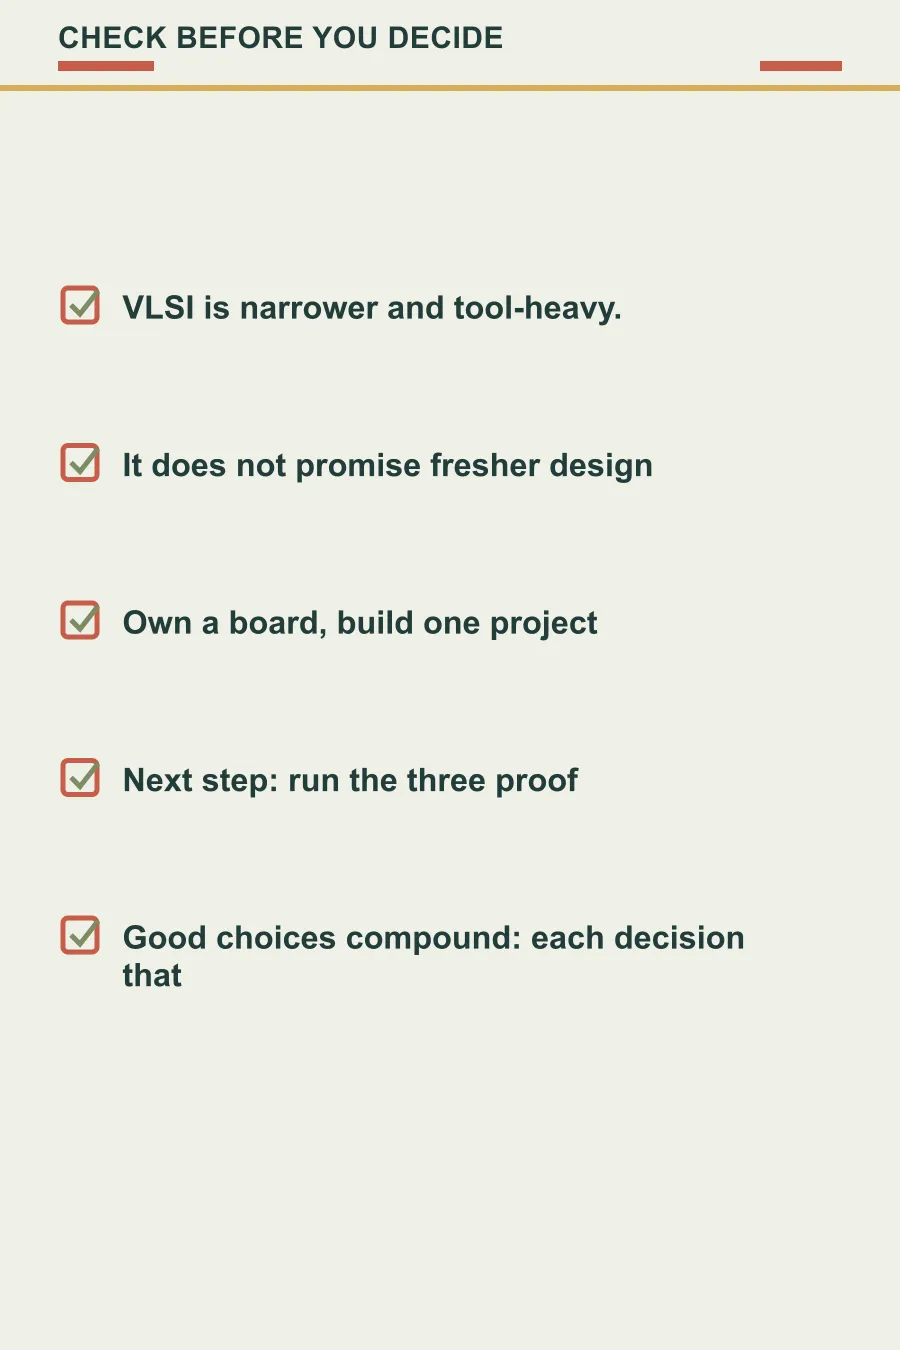 CHECK BEFORE YOU DECIDE
VLSI is narrower and tool-heavy.
It does not promise fresher design
Own a board, build one project
Next step: run the three proof
Good choices compound: each decision
that